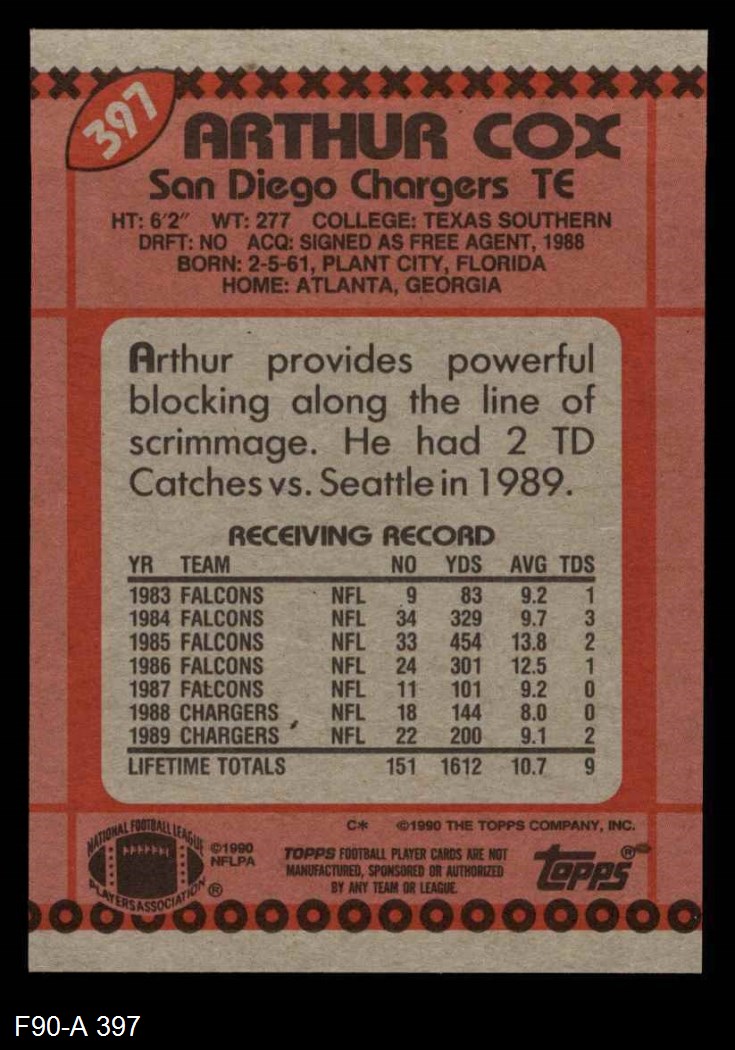 397
ARTHUR COX
San Diego Chargers TE
HT: 6'2" WT: 277 COLLEGE: TEXAS SOUTHERN
DRFT: NO ACQ: SIGNED AS FREE AGENT, 1988
BORN: 2-5-61, PLANT CITY, FLORIDA
HOME: ATLANTA, GEORGIA
Arthur provides powerful
blocking along the line of
scrimmage. He had 2 TD
Catches vs. Seattle in 1989.
RECEIVING RECORD
YR TEAM NO YDS AVG TDS
1983 FALCONS NFL 9 83 9.2 1
1984 FALCONS NFL 34 329 9.7 3
1985 FALCONS NFL 33 454 13.8 2
1986 FALCONS NFL 24 301 12.5 1
1987 FALCONS NFL 11 101 9.2 0
1988 CHARGERS NFL 18 144 8.0 0
1989 CHARGERS NFL 22 200 9.1 2
LIFETIME TOTALS 151 1612 10.7 9
C* ©1990 THE TOPPS COMPANY, INC.
NATIONAL FOOTBALL LEAGUE
PLAYERS ASSOCIATION ®
©1990
NFLPA
TOPPS FOOTBALL PLAYER CARDS ARE NOT
MANUFACTURED, SPONSORED OR AUTHORIZED
BY ANY TEAM OR LEAGUE.
Topps ®
F90-A 397